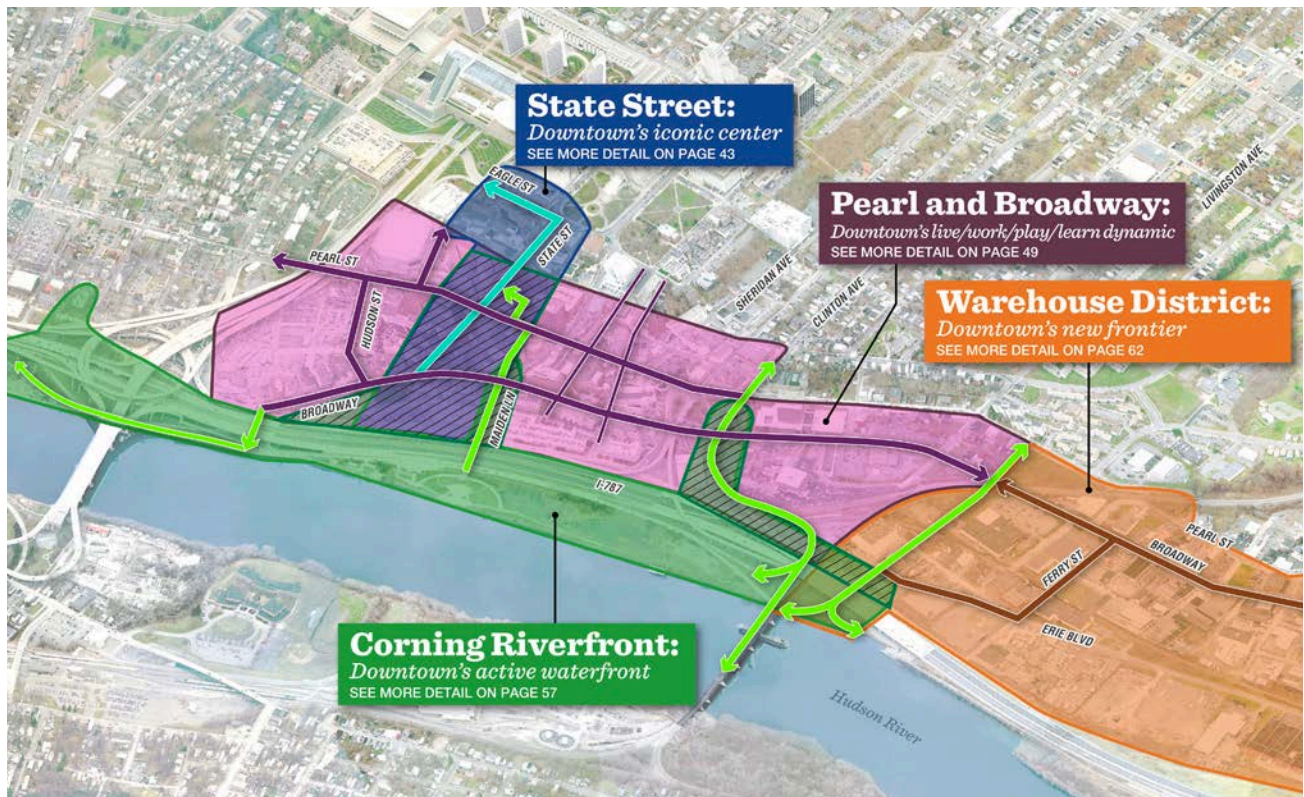 State Street:
Downtown's iconic center
SEE MORE DETAIL ON PAGE 43
EAGLE ST
STATE ST
Pearl and Broadway:
Downtown's live/work/play/learn dynamic
SEE MORE DETAIL ON PAGE 49
LIVINGSTON AVE
SHERIDAN AVE
CLINTON AVE
Warehouse District:
Downtown's new frontier
SEE MORE DETAIL ON PAGE 62
PEARL ST
HUDSON ST
BROADWAY
MAIDEN LN
I-787
PEARL ST
BROADWAY
FERRY ST
ERIE BLVD
Corning Riverfront:
Downtown's active waterfront
SEE MORE DETAIL ON PAGE 57
Hudson River